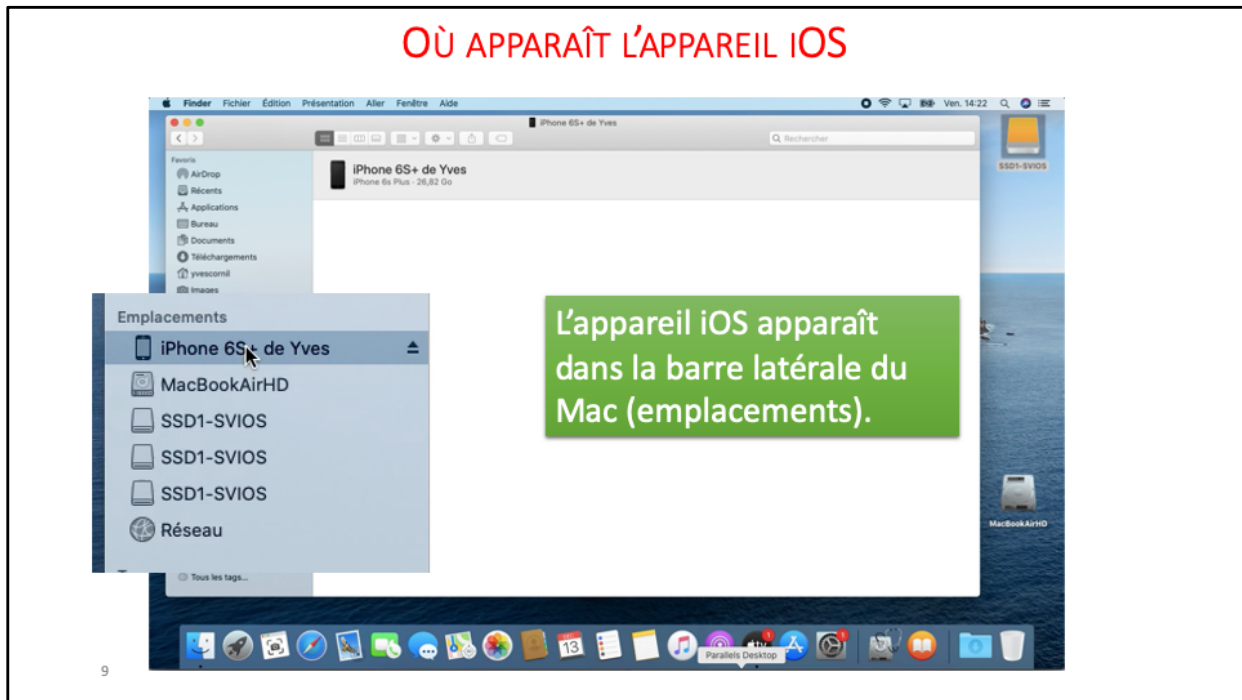 OÙ APPARAÎT L'APPAREIL IOS
Finder Fichier Édition Présentation Aller Fenêtre Aide
Ven. 14:22
iPhone 6S+ de Yves
Rechercher
SSD1-SVIOS
Favoris
AirDrop
Récents
Applications
Bureau
Documents
Téléchargements
yvescornil
Images
iPhone 6S+ de Yves
iPhone 6s Plus - 26,82 Go
Emplacements
iPhone 6S+ de Yves
MacBookAirHD
SSD1-SVIOS
SSD1-SVIOS
SSD1-SVIOS
Réseau
Tous les tags...
L'appareil iOS apparaît
dans la barre latérale du
Mac (emplacements).
MacBookAirHD
13
tv
1
1
Parallels Desktop
9